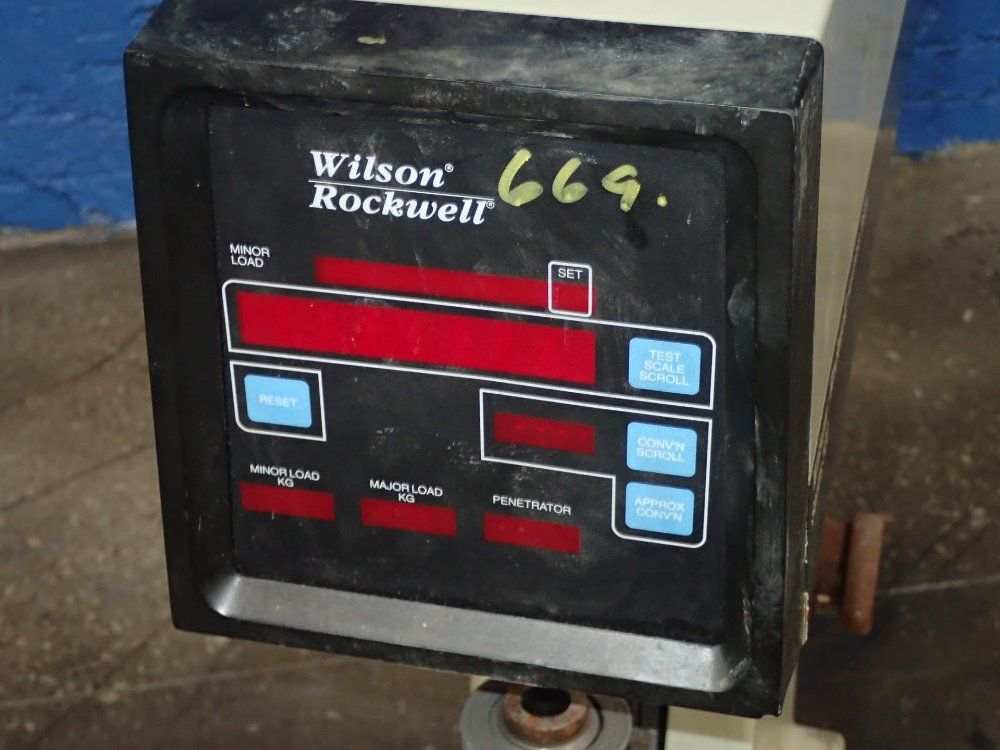 Wilson®
Rockwell®
669.
MINOR
LOAD
SET
TEST
SCALE
SCROLL
RESET
CONV'N
SCROLL
APPROX
CONV'N
MINOR LOAD
KG
MAJOR LOAD
KG
PENETRATOR